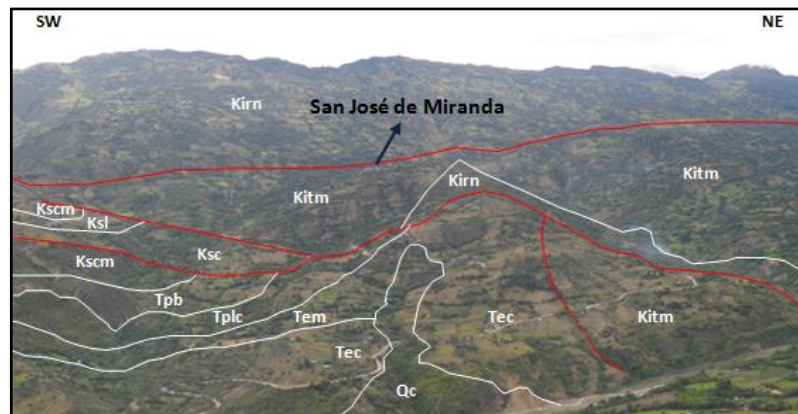 SW
NE
Kirn
San José de Miranda
Kitm
Kirn
Kitm
Kscm
Ksl
Ksc
Kscm
Tpb
Tplc
Tem
Tec
Kitm
Tec
Qc